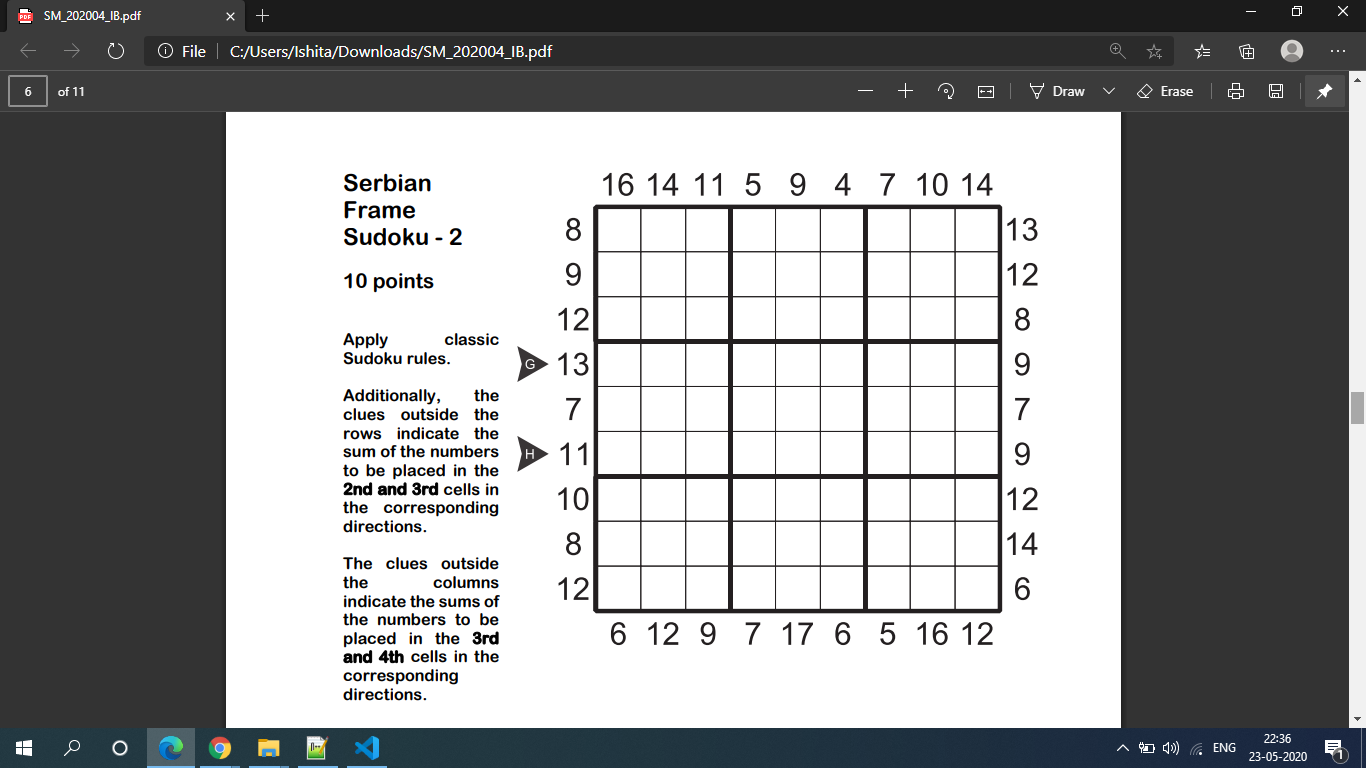 SM_202004_IB.pdf
File C:/Users/Ishita/Downloads/SM_202004_IB.pdf
6 of 11 Draw Erase
Serbian
Frame
Sudoku - 2
10 points
Apply classic
Sudoku rules.
Additionally, the
clues outside the
rows indicate the
sum of the numbers
to be placed in the
2nd and 3rd cells in
the corresponding
directions.
The clues outside
the columns
indicate the sums of
the numbers to be
placed in the 3rd
and 4th cells in the
corresponding
directions.
16 14 11 5 9 4 7 10 14
8 13
9 12
12 8
G 13 9
7 7
H 11 9
10 12
8 14
12 6
6 12 9 7 17 6 5 16 12
ENG 22:36
23-05-2020 1